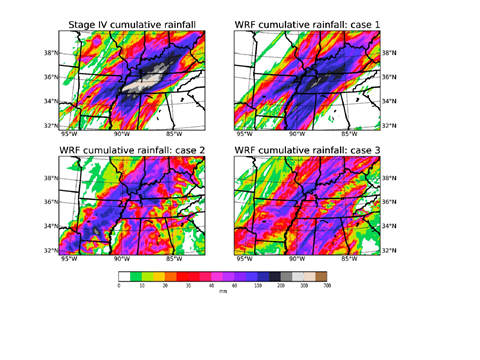 Stage IV cumulative rainfall
WRF cumulative rainfall: case 1
38°N
36°N
34°N
32°N
95°W 90°W 85°W
38°N
36°N
34°N
32°N
95°W 90°W 85°W
WRF cumulative rainfall: case 2
WRF cumulative rainfall: case 3
38°N
36°N
34°N
32°N
95°W 90°W 85°W
38°N
36°N
34°N
32°N
95°W 90°W 85°W
0 10 20 30 40 50 60 100 150 200 300 700
mm